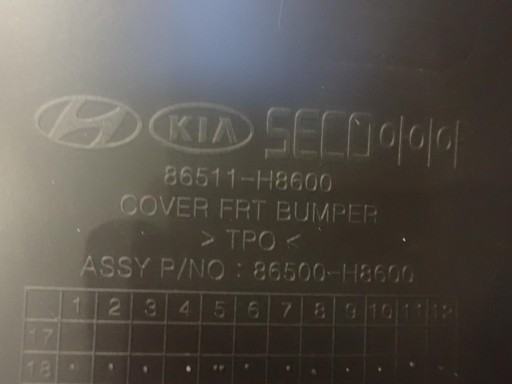 KIA SECO
86511-H8600
COVER FRT BUMPER
> TPO <
ASSY P/NO : 86500-H8600
1 2 3 4 5 6 7 8 9 10 11 12
17
18